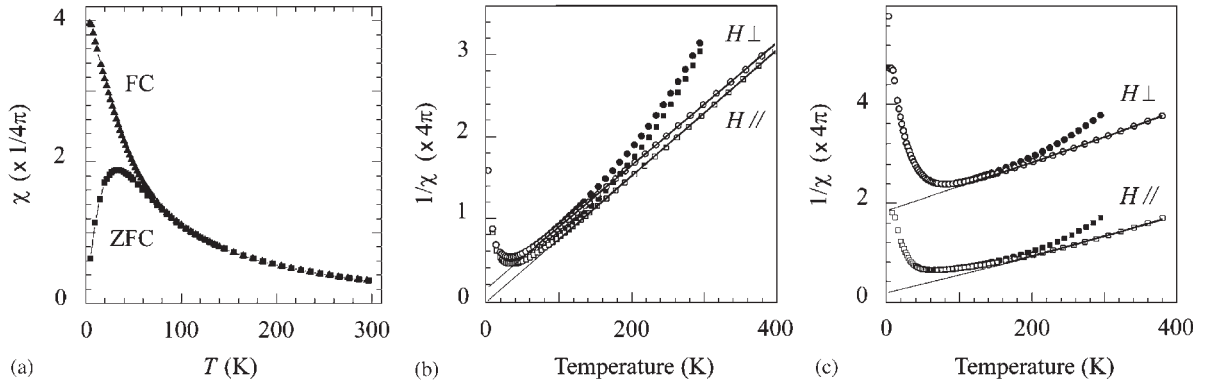 4
2
0
χ (x 1/4π)
FC
ZFC
0
100
200
300
(a)
T (K)
3
2
1
0
1/χ (x 4π)
H⊥
H//
0
200
400
(b)
Temperature (K)
4
2
0
1/χ (x 4π)
H⊥
H//
0
200
400
(c)
Temperature (K)